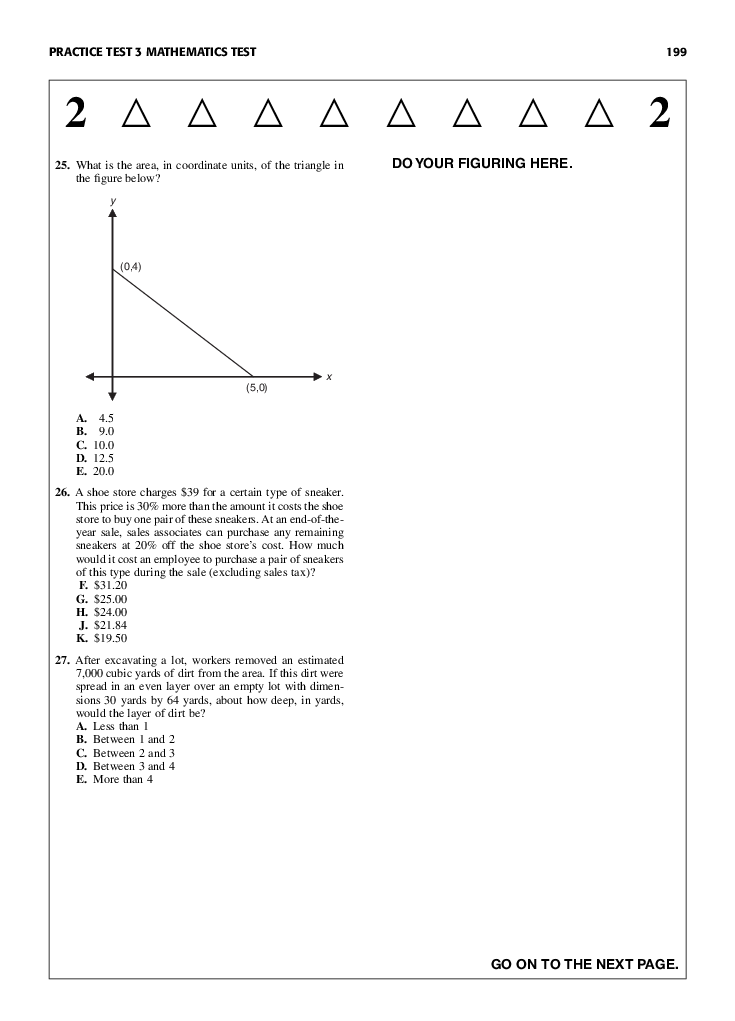 PRACTICE TEST 3 MATHEMATICS TEST 199
2 2
25. What is the area, in coordinate units, of the triangle in
the figure below?
y
(0,4)
x
(5,0)
A. 4.5
B. 9.0
C. 10.0
D. 12.5
E. 20.0
26. A shoe store charges $39 for a certain type of sneaker.
This price is 30% more than the amount it costs the shoe
store to buy one pair of these sneakers. At an end-of-the-
year sale, sales associates can purchase any remaining
sneakers at 20% off the shoe store's cost. How much
would it cost an employee to purchase a pair of sneakers
of this type during the sale (excluding sales tax)?
F. $31.20
G. $25.00
H. $24.00
J. $21.84
K. $19.50
27. After excavating a lot, workers removed an estimated
7,000 cubic yards of dirt from the area. If this dirt were
spread in an even layer over an empty lot with dimen-
sions 30 yards by 64 yards, about how deep, in yards,
would the layer of dirt be?
A. Less than 1
B. Between 1 and 2
C. Between 2 and 3
D. Between 3 and 4
E. More than 4
DO YOUR FIGURING HERE.
GO ON TO THE NEXT PAGE.